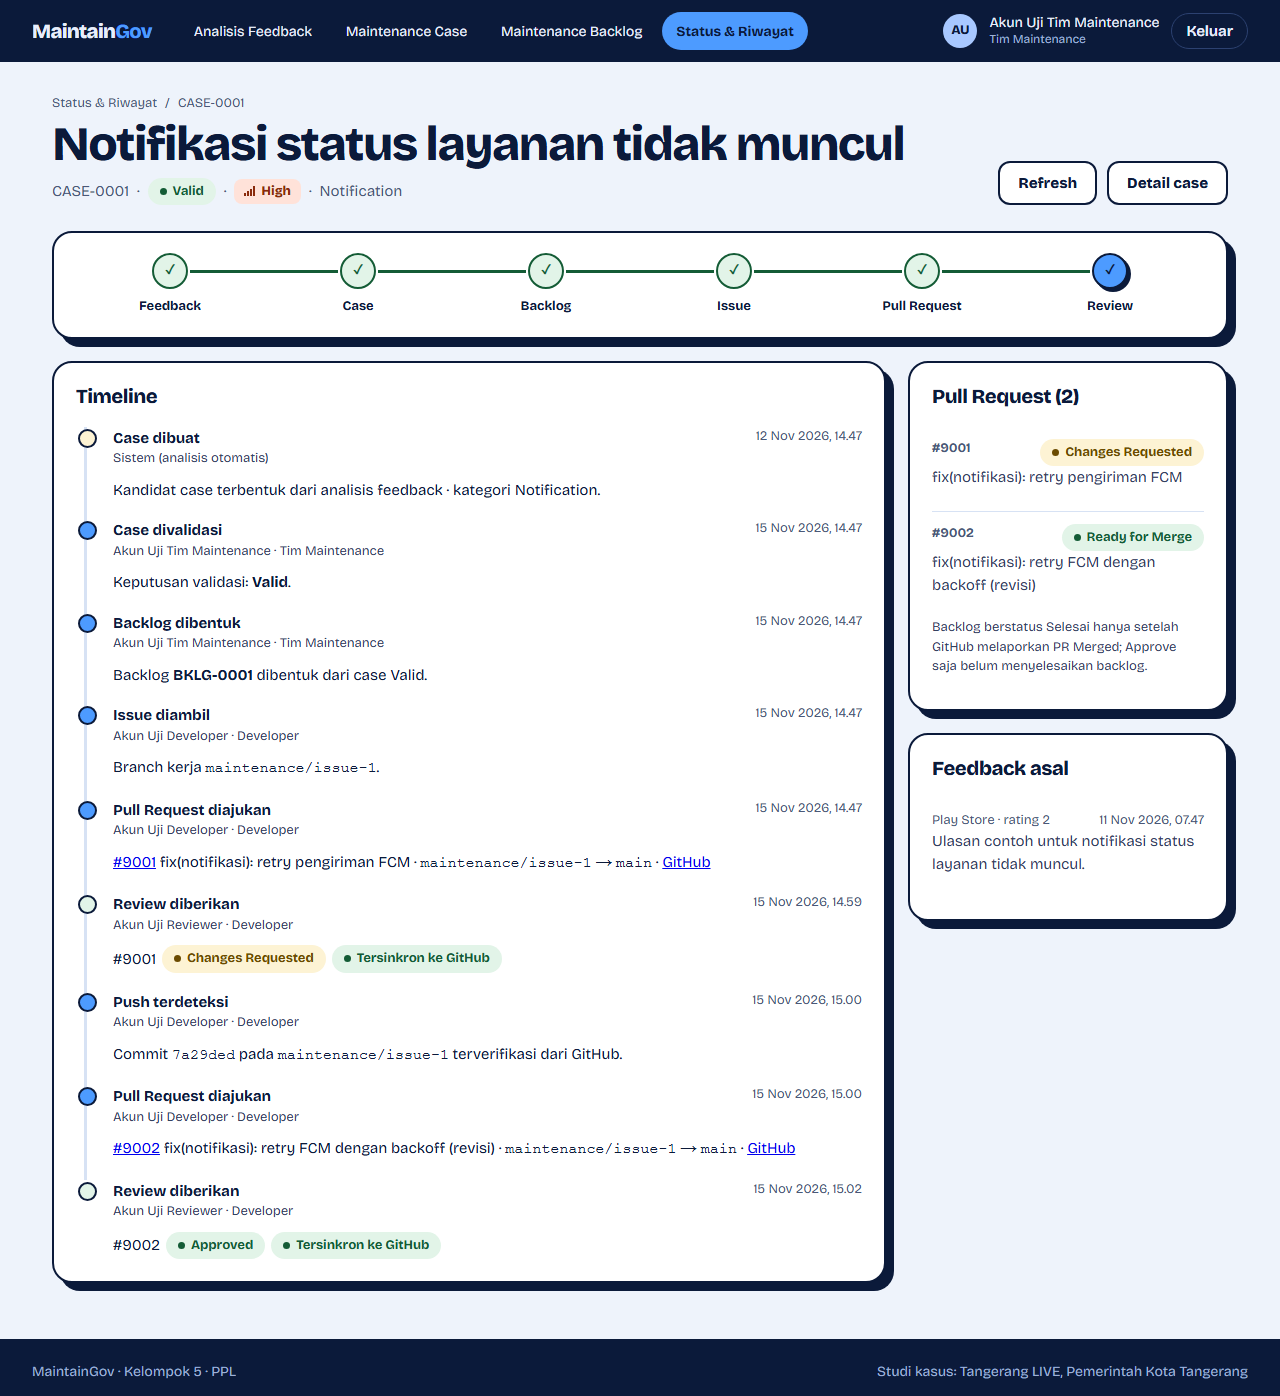 MaintainGov
Analisis Feedback
Maintenance Case
Maintenance Backlog
Status & Riwayat
AU
Akun Uji Tim Maintenance
Tim Maintenance
Keluar
Status & Riwayat / CASE-0001
Notifikasi status layanan tidak muncul
CASE-0001 · Valid · High · Notification
Refresh
Detail case
Feedback
Case
Backlog
Issue
Pull Request
Review
Timeline
Case dibuat
12 Nov 2026, 14.47
Sistem (analisis otomatis)
Kandidat case terbentuk dari analisis feedback · kategori Notification.
Case divalidasi
15 Nov 2026, 14.47
Akun Uji Tim Maintenance · Tim Maintenance
Keputusan validasi: Valid.
Backlog dibentuk
15 Nov 2026, 14.47
Akun Uji Tim Maintenance · Tim Maintenance
Backlog BKLG-0001 dibentuk dari case Valid.
Issue diambil
15 Nov 2026, 14.47
Akun Uji Developer · Developer
Branch kerja maintenance/issue-1.
Pull Request diajukan
15 Nov 2026, 14.47
Akun Uji Developer · Developer
#9001 fix(notifikasi): retry pengiriman FCM · maintenance/issue-1 → main · GitHub
Review diberikan
15 Nov 2026, 14.59
Akun Uji Reviewer · Developer
#9001 Changes Requested Tersinkron ke GitHub
Push terdeteksi
15 Nov 2026, 15.00
Akun Uji Developer · Developer
Commit 7a29ded pada maintenance/issue-1 terverifikasi dari GitHub.
Pull Request diajukan
15 Nov 2026, 15.00
Akun Uji Developer · Developer
#9002 fix(notifikasi): retry FCM dengan backoff (revisi) · maintenance/issue-1 → main · GitHub
Review diberikan
15 Nov 2026, 15.02
Akun Uji Reviewer · Developer
#9002 Approved Tersinkron ke GitHub
Pull Request (2)
#9001 Changes Requested
fix(notifikasi): retry pengiriman FCM
#9002 Ready for Merge
fix(notifikasi): retry FCM dengan
backoff (revisi)
Backlog berstatus Selesai hanya setelah
GitHub melaporkan PR Merged; Approve
saja belum menyelesaikan backlog.
Feedback asal
Play Store · rating 2
11 Nov 2026, 07.47
Ulasan contoh untuk notifikasi status
layanan tidak muncul.
MaintainGov · Kelompok 5 · PPL
Studi kasus: Tangerang LIVE, Pemerintah Kota Tangerang